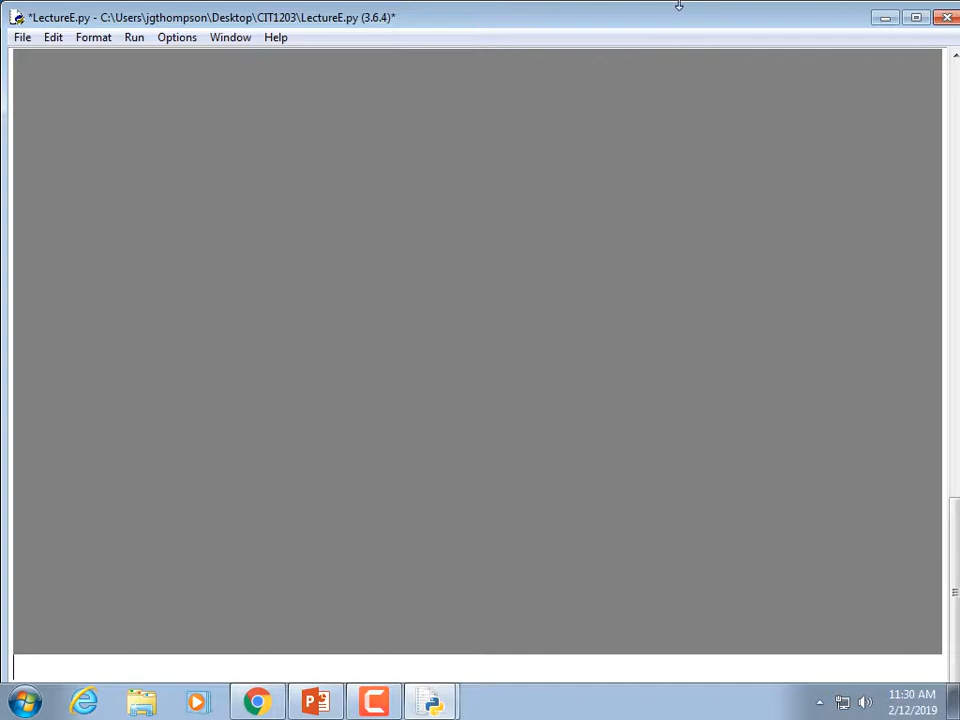 *LectureE.py - C:\Users\jgthompson\Desktop\CIT1203\LectureE.py (3.6.4)*
File Edit Format Run Options Window Help
11:30 AM
2/12/2019